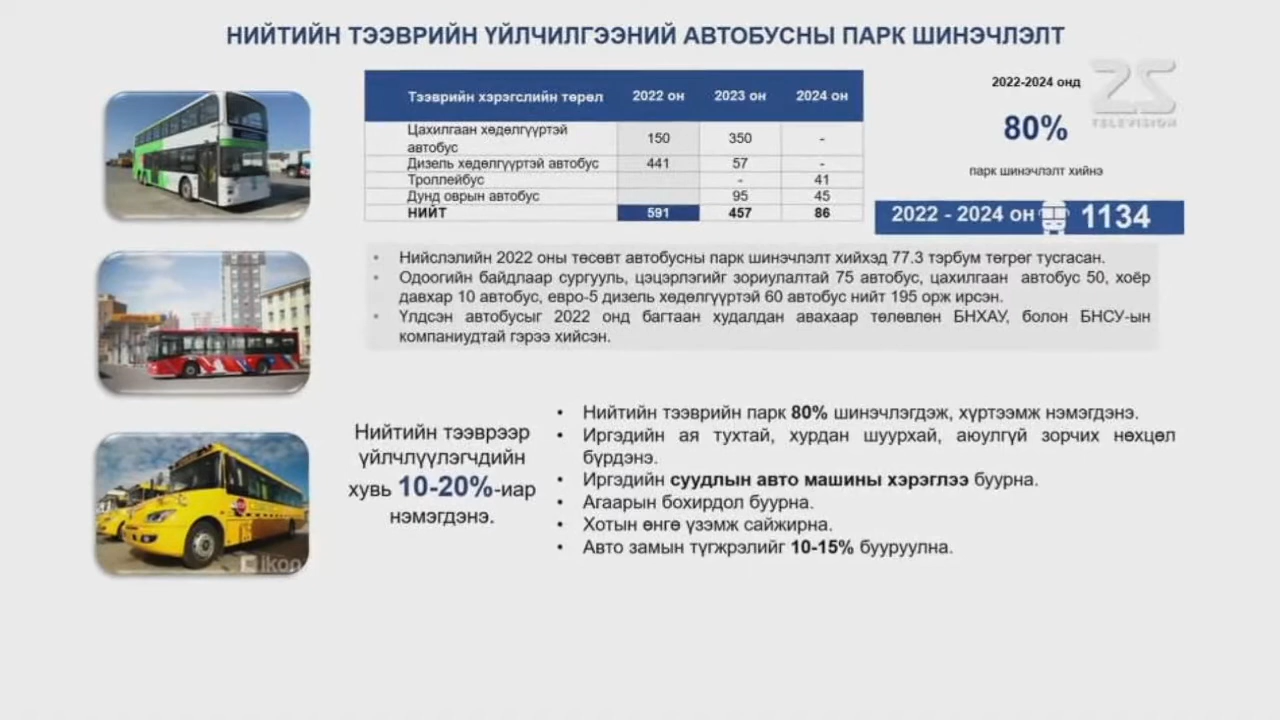 НИЙТИЙН ТЭЭВРИЙН ҮЙЛЧИЛГЭЭНИЙ АВТОБУСНЫ ПАРК ШИНЭЧЛЭЛТ
Тээврийн хэрэгслийн төрөл 2022 он 2023 он 2024 он
Цахилгаан хөдөлгүүртэй
автобус 150 350 -
Дизель хөдөлгүүртэй автобус 441 57 -
Троллейбус - 41
Дунд оврын автобус 95 45
НИЙТ 591 457 86
2022-2024 онд
80%
парк шинэчлэлт хийнэ
2022 - 2024 он 1134
TELEVISION
• Нийслэлийн 2022 оны төсөвт автобусны парк шинэчлэлт хийхэд 77.3 тэрбум төгрөг тусгасан.
• Одоогийн байдлаар сургууль, цэцэрлэгийг зориулалтай 75 автобус, цахилгаан автобус 50, хоёр
давхар 10 автобус, евро-5 дизель хөдөлгүүртэй 60 автобус нийт 195 орж ирсэн.
• Үлдсэн автобусыг 2022 онд багтаан худалдан авахаар төлөвлөн БНХАУ, болон БНСУ-ын
компаниудтай гэрээ хийсэн.
Нийтийн тээврээр
үйлчлүүлэгчдийн
хувь 10-20%-иар
нэмэгдэнэ.
• Нийтийн тээврийн парк 80% шинэчлэгдэж, хүртээмж нэмэгдэнэ.
• Иргэдийн ая тухтай, хурдан шуурхай, аюулгүй зорчих нөхцөл
бүрдэнэ.
• Иргэдийн суудлын авто машины хэрэглээ буурна.
• Агаарын бохирдол буурна.
• Хотын өнгө үзэмж сайжирна.
• Авто замын түгжрэлийг 10-15% бууруулна.
ikon